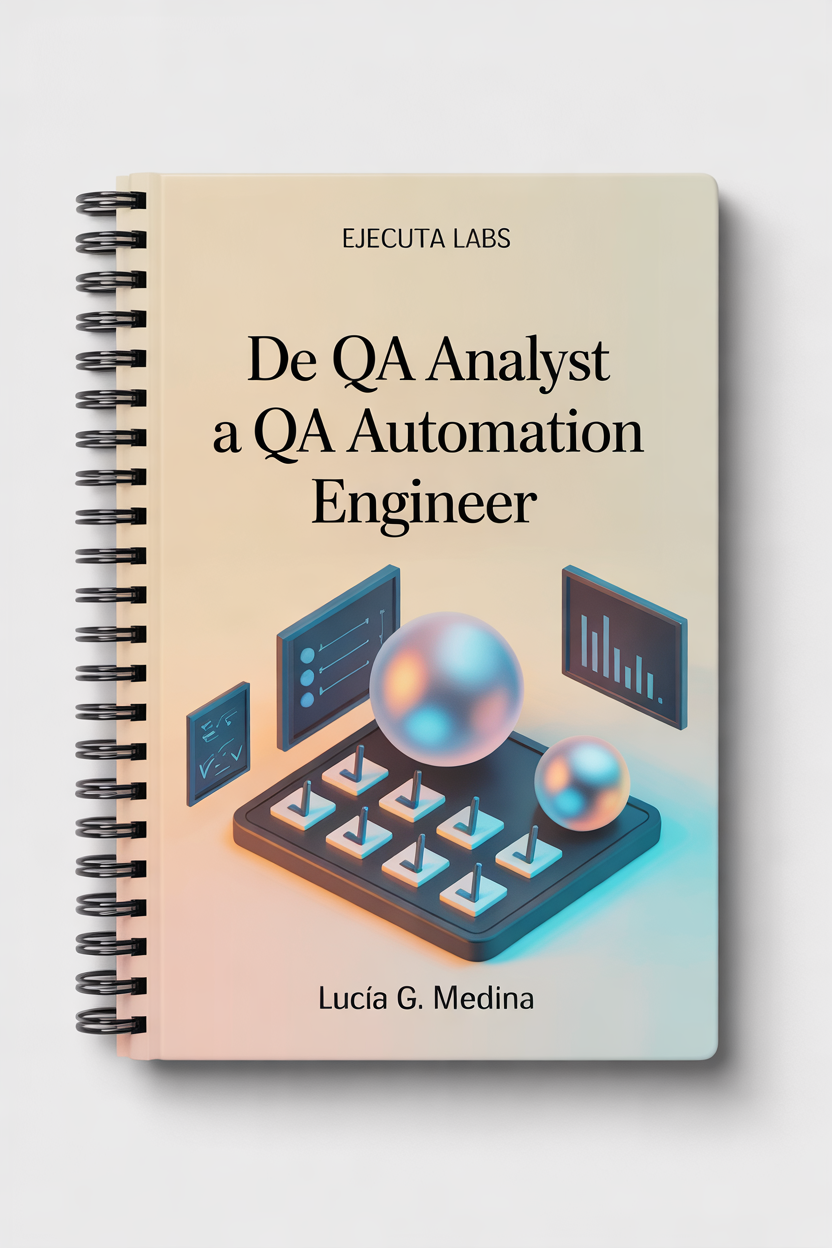 EJECUTA LABS
De QA Analyst
a QA Automation
Engineer
Lucía G. Medina